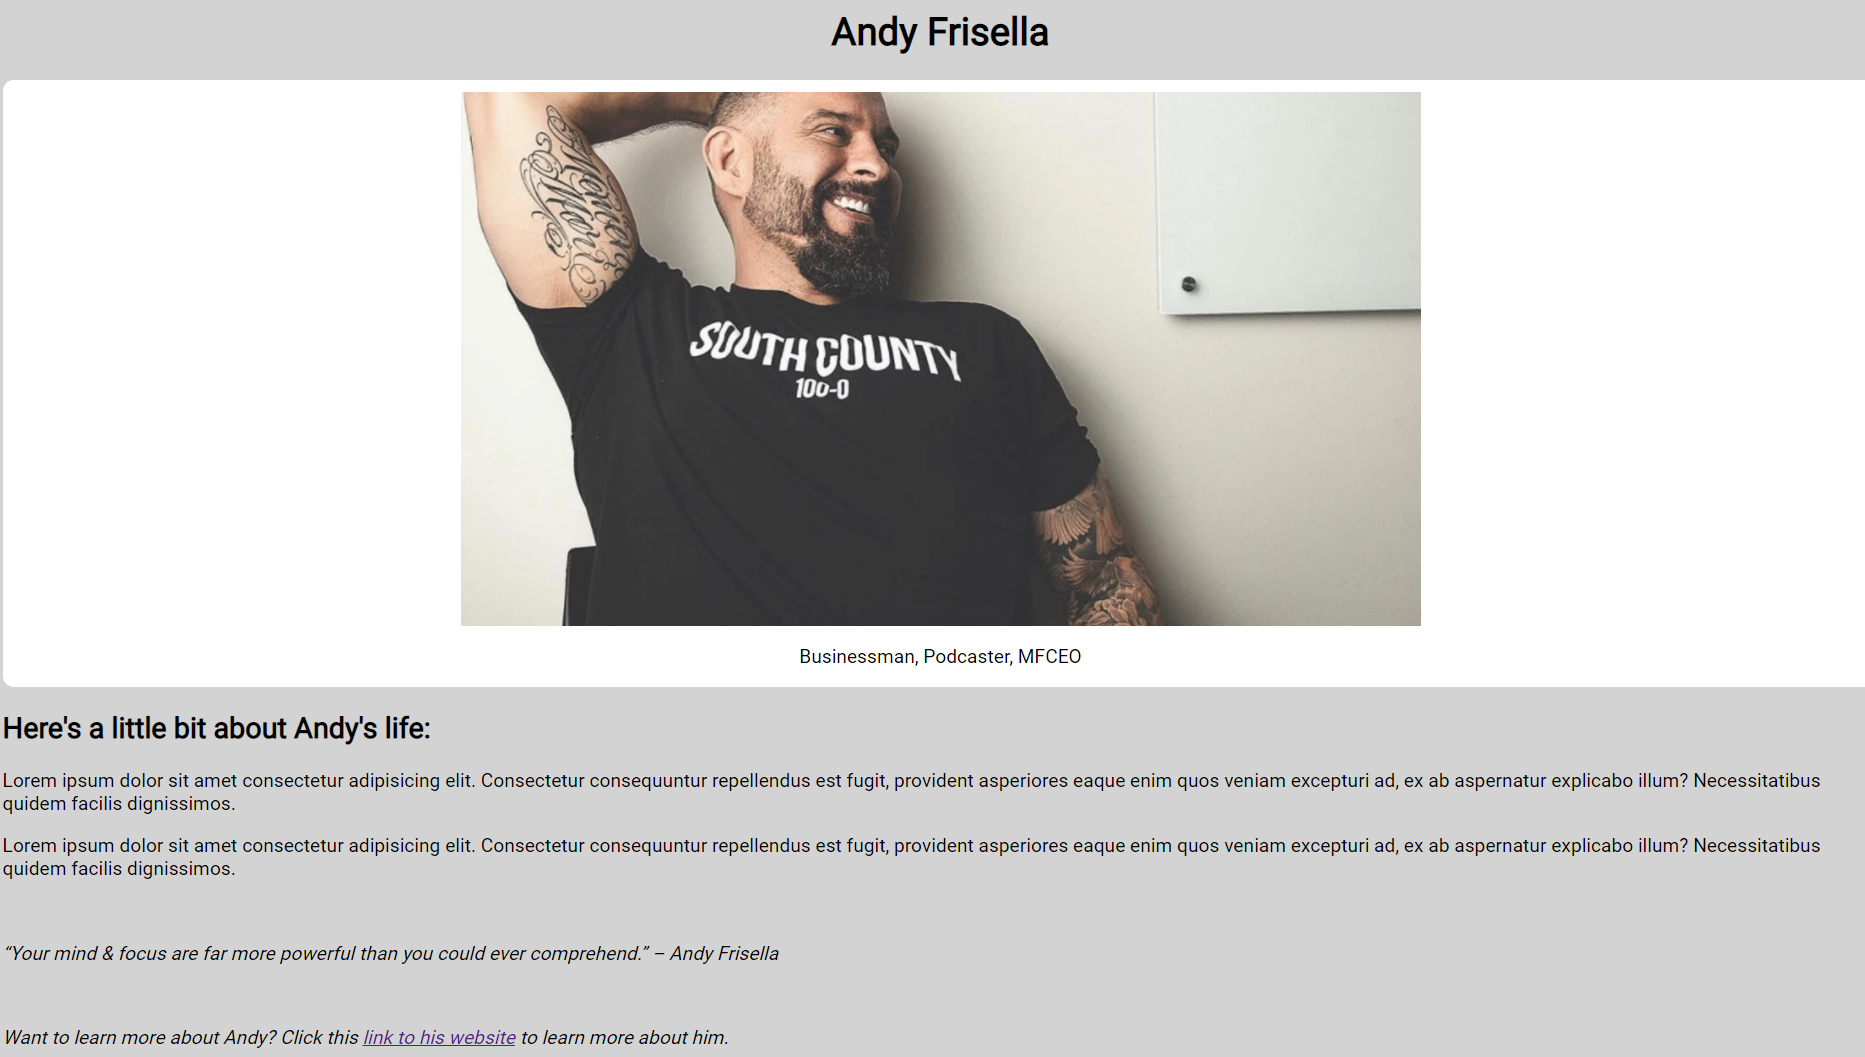 Andy Frisella
SOUTH COUNTY
100-0
Businessman, Podcaster, MFCEO
Here's a little bit about Andy's life:
Lorem ipsum dolor sit amet consectetur adipisicing elit. Consectetur consequuntur repellendus est fugit, provident asperiores eaque enim quos veniam excepturi ad, ex ab aspernatur explicabo illum? Necessitatibus
quidem facilis dignissimos.
Lorem ipsum dolor sit amet consectetur adipisicing elit. Consectetur consequuntur repellendus est fugit, provident asperiores eaque enim quos veniam excepturi ad, ex ab aspernatur explicabo illum? Necessitatibus
quidem facilis dignissimos.
“Your mind & focus are far more powerful than you could ever comprehend.” – Andy Frisella
Want to learn more about Andy? Click this link to his website to learn more about him.